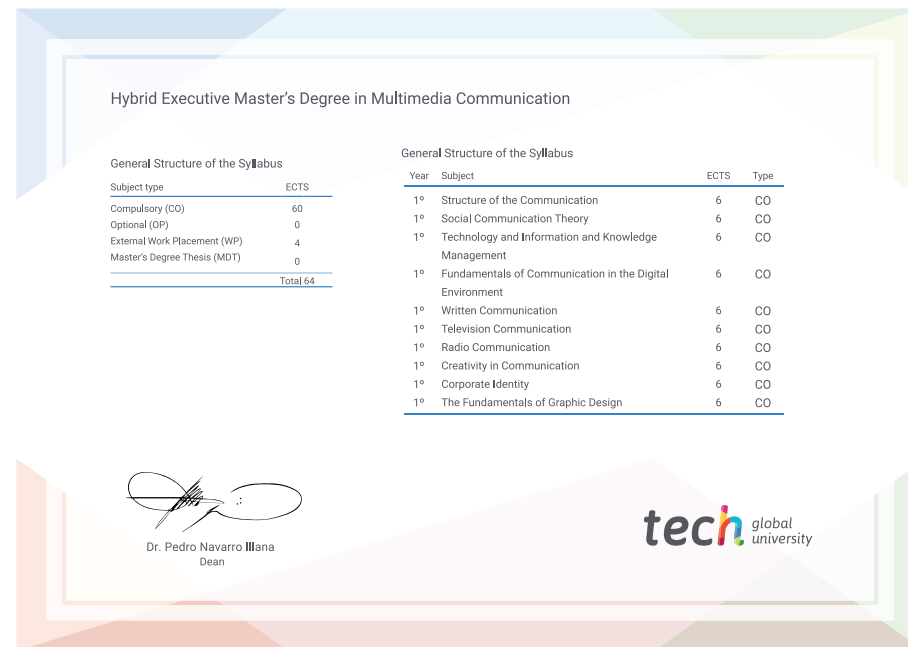 Hybrid Executive Master’s Degree in Multimedia Communication
General Structure of the Syllabus
Subject type ECTS
Compulsory (CO) 60
Optional (OP) 0
External Work Placement (WP) 4
Master’s Degree Thesis (MDT) 0
Total 64
General Structure of the Syllabus
Year Subject ECTS Type
1º Structure of the Communication 6 CO
1º Social Communication Theory 6 CO
1º Technology and Information and Knowledge 6 CO
Management
1º Fundamentals of Communication in the Digital 6 CO
Environment
1º Written Communication 6 CO
1º Television Communication 6 CO
1º Radio Communication 6 CO
1º Creativity in Communication 6 CO
1º Corporate Identity 6 CO
1º The Fundamentals of Graphic Design 6 CO
Dr. Pedro Navarro Illana
Dean
tech global
university